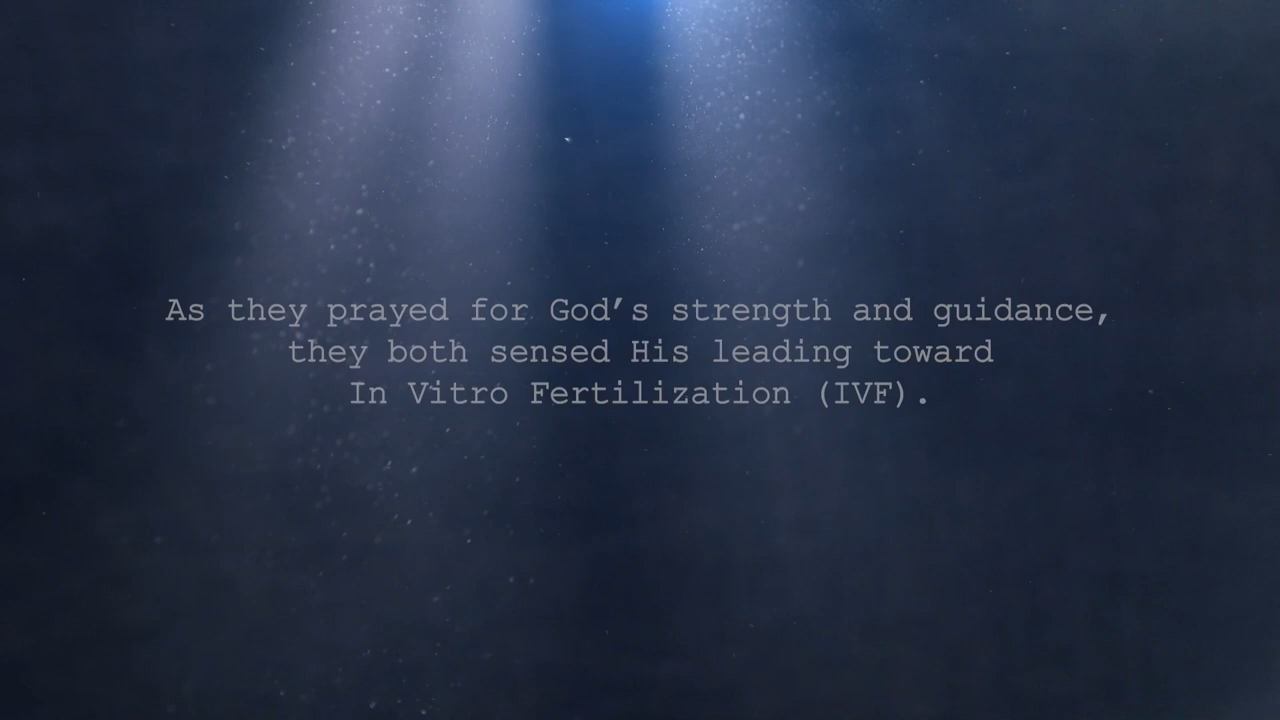 As they prayed for God’s strength and guidance,
they both sensed His leading toward
In Vitro Fertilization (IVF).